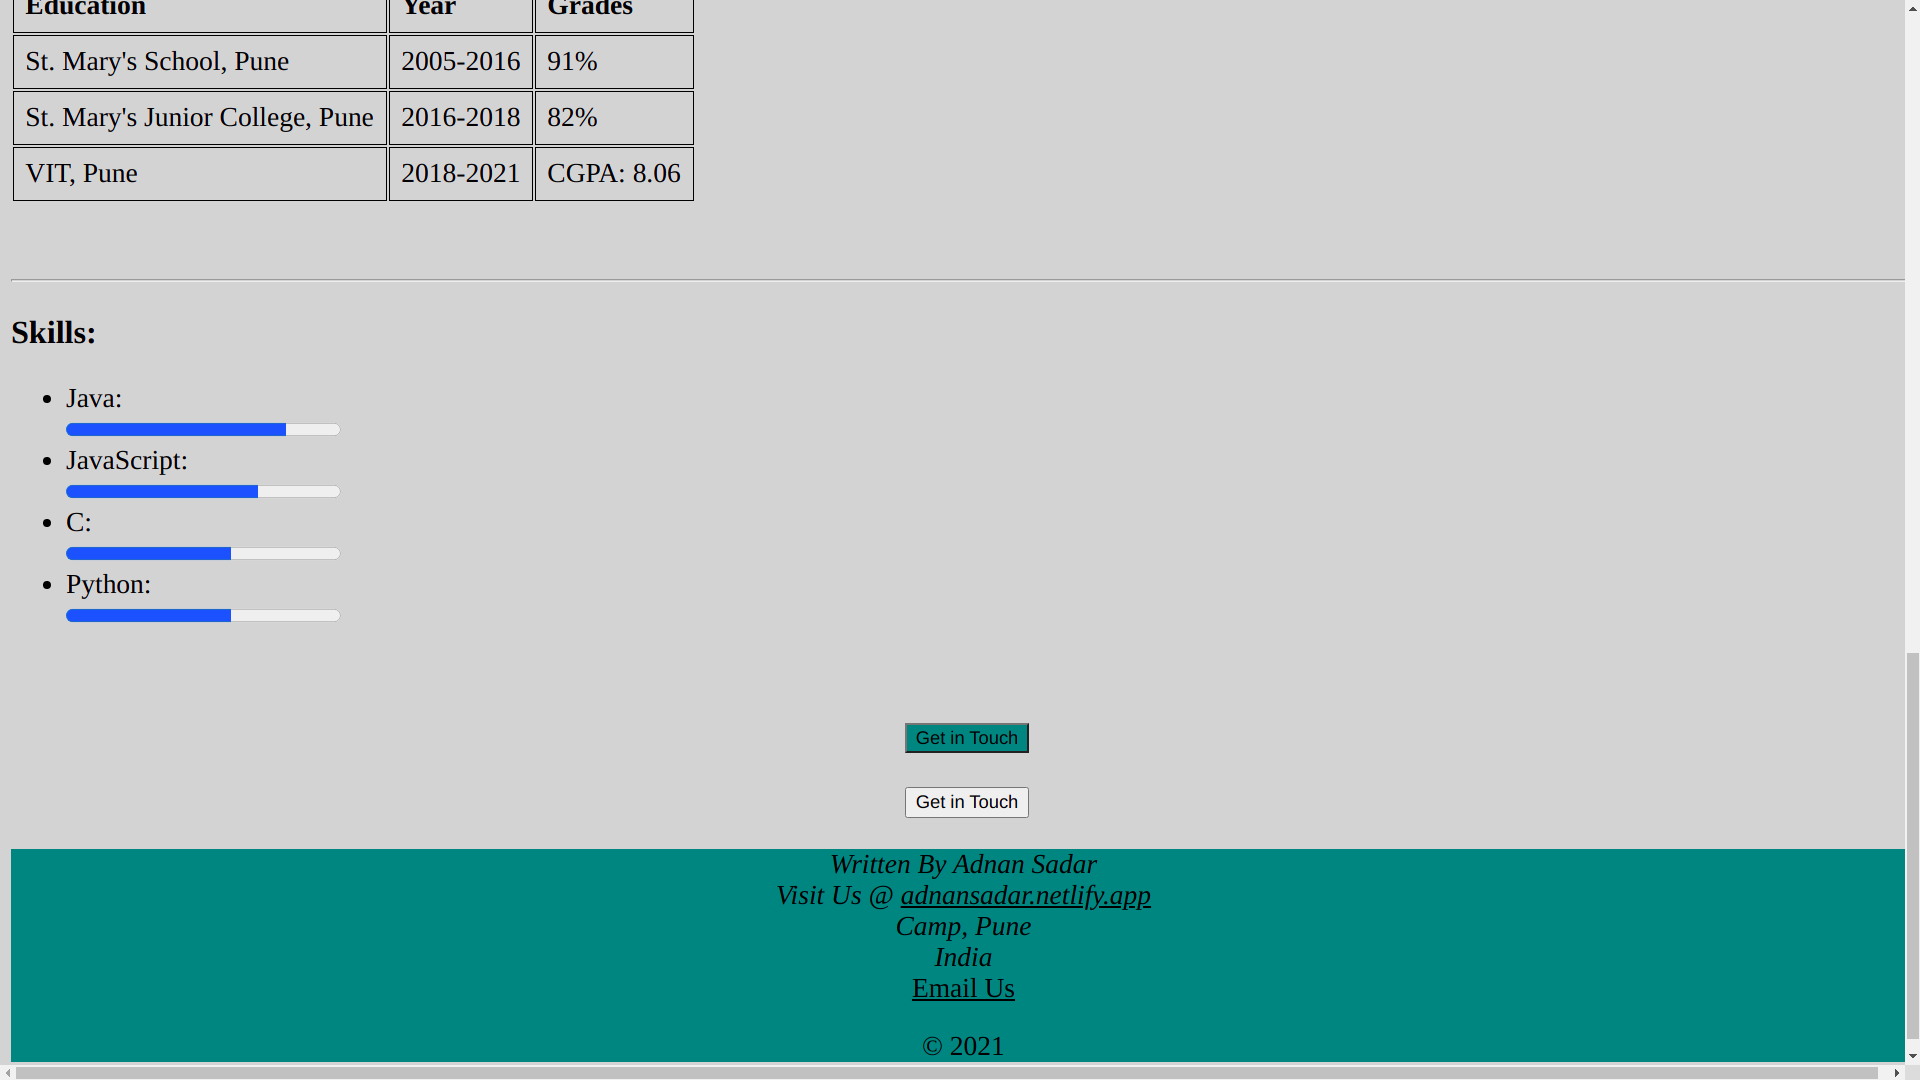 Education Year Grades
St. Mary's School, Pune 2005-2016 91%
St. Mary's Junior College, Pune 2016-2018 82%
VIT, Pune 2018-2021 CGPA: 8.06
Skills:
Java:
JavaScript:
C:
Python:
Get in Touch
Get in Touch
Written By Adnan Sadar
Visit Us @ adnansadar.netlify.app
Camp, Pune
India
Email Us
© 2021